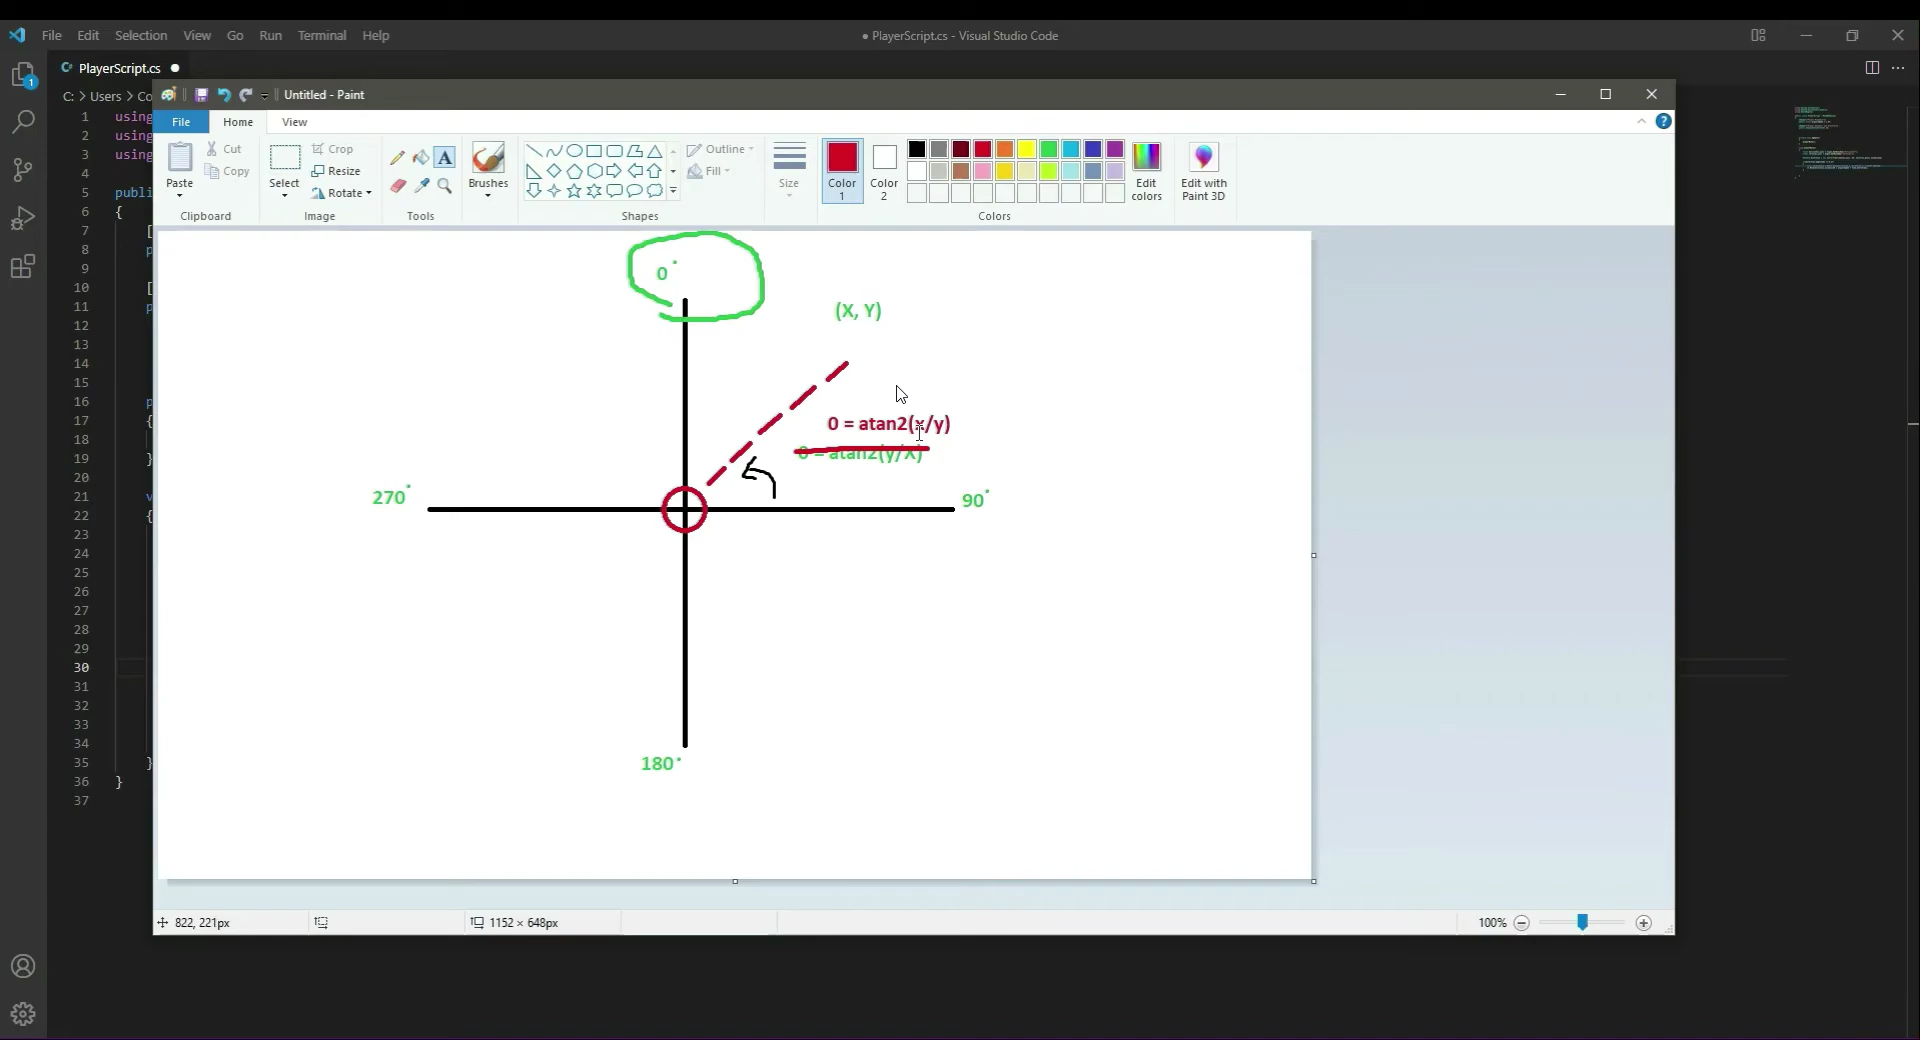 File Edit Selection View Go Run Terminal Help
● PlayerScript.cs - Visual Studio Code
1
PlayerScript.cs ●
C: > Users > Co
Untitled - Paint
File Home View
Paste
Cut
Copy
Clipboard
Select
Crop
Resize
Rotate
Image
A
Tools
Brushes
Outline
Fill
Shapes
Size
Color 1
Color 2
Edit colors
Colors
Edit with Paint 3D
1 using
2 using
3 using
4
5 publi
6 {
7 [
8 p
9
10 [
11 p
12
13
14
15
16 p
17 {
18
19 }
20
21 v
22 {
23
24
25
26
27
28
29
30
31
32
33
34
35 }
36 }
37
0°
(X, Y)
0 = atan2(x/y)
0 = atan2(y/X)
270°
90°
180°
822, 221px
1152 × 648px
100%